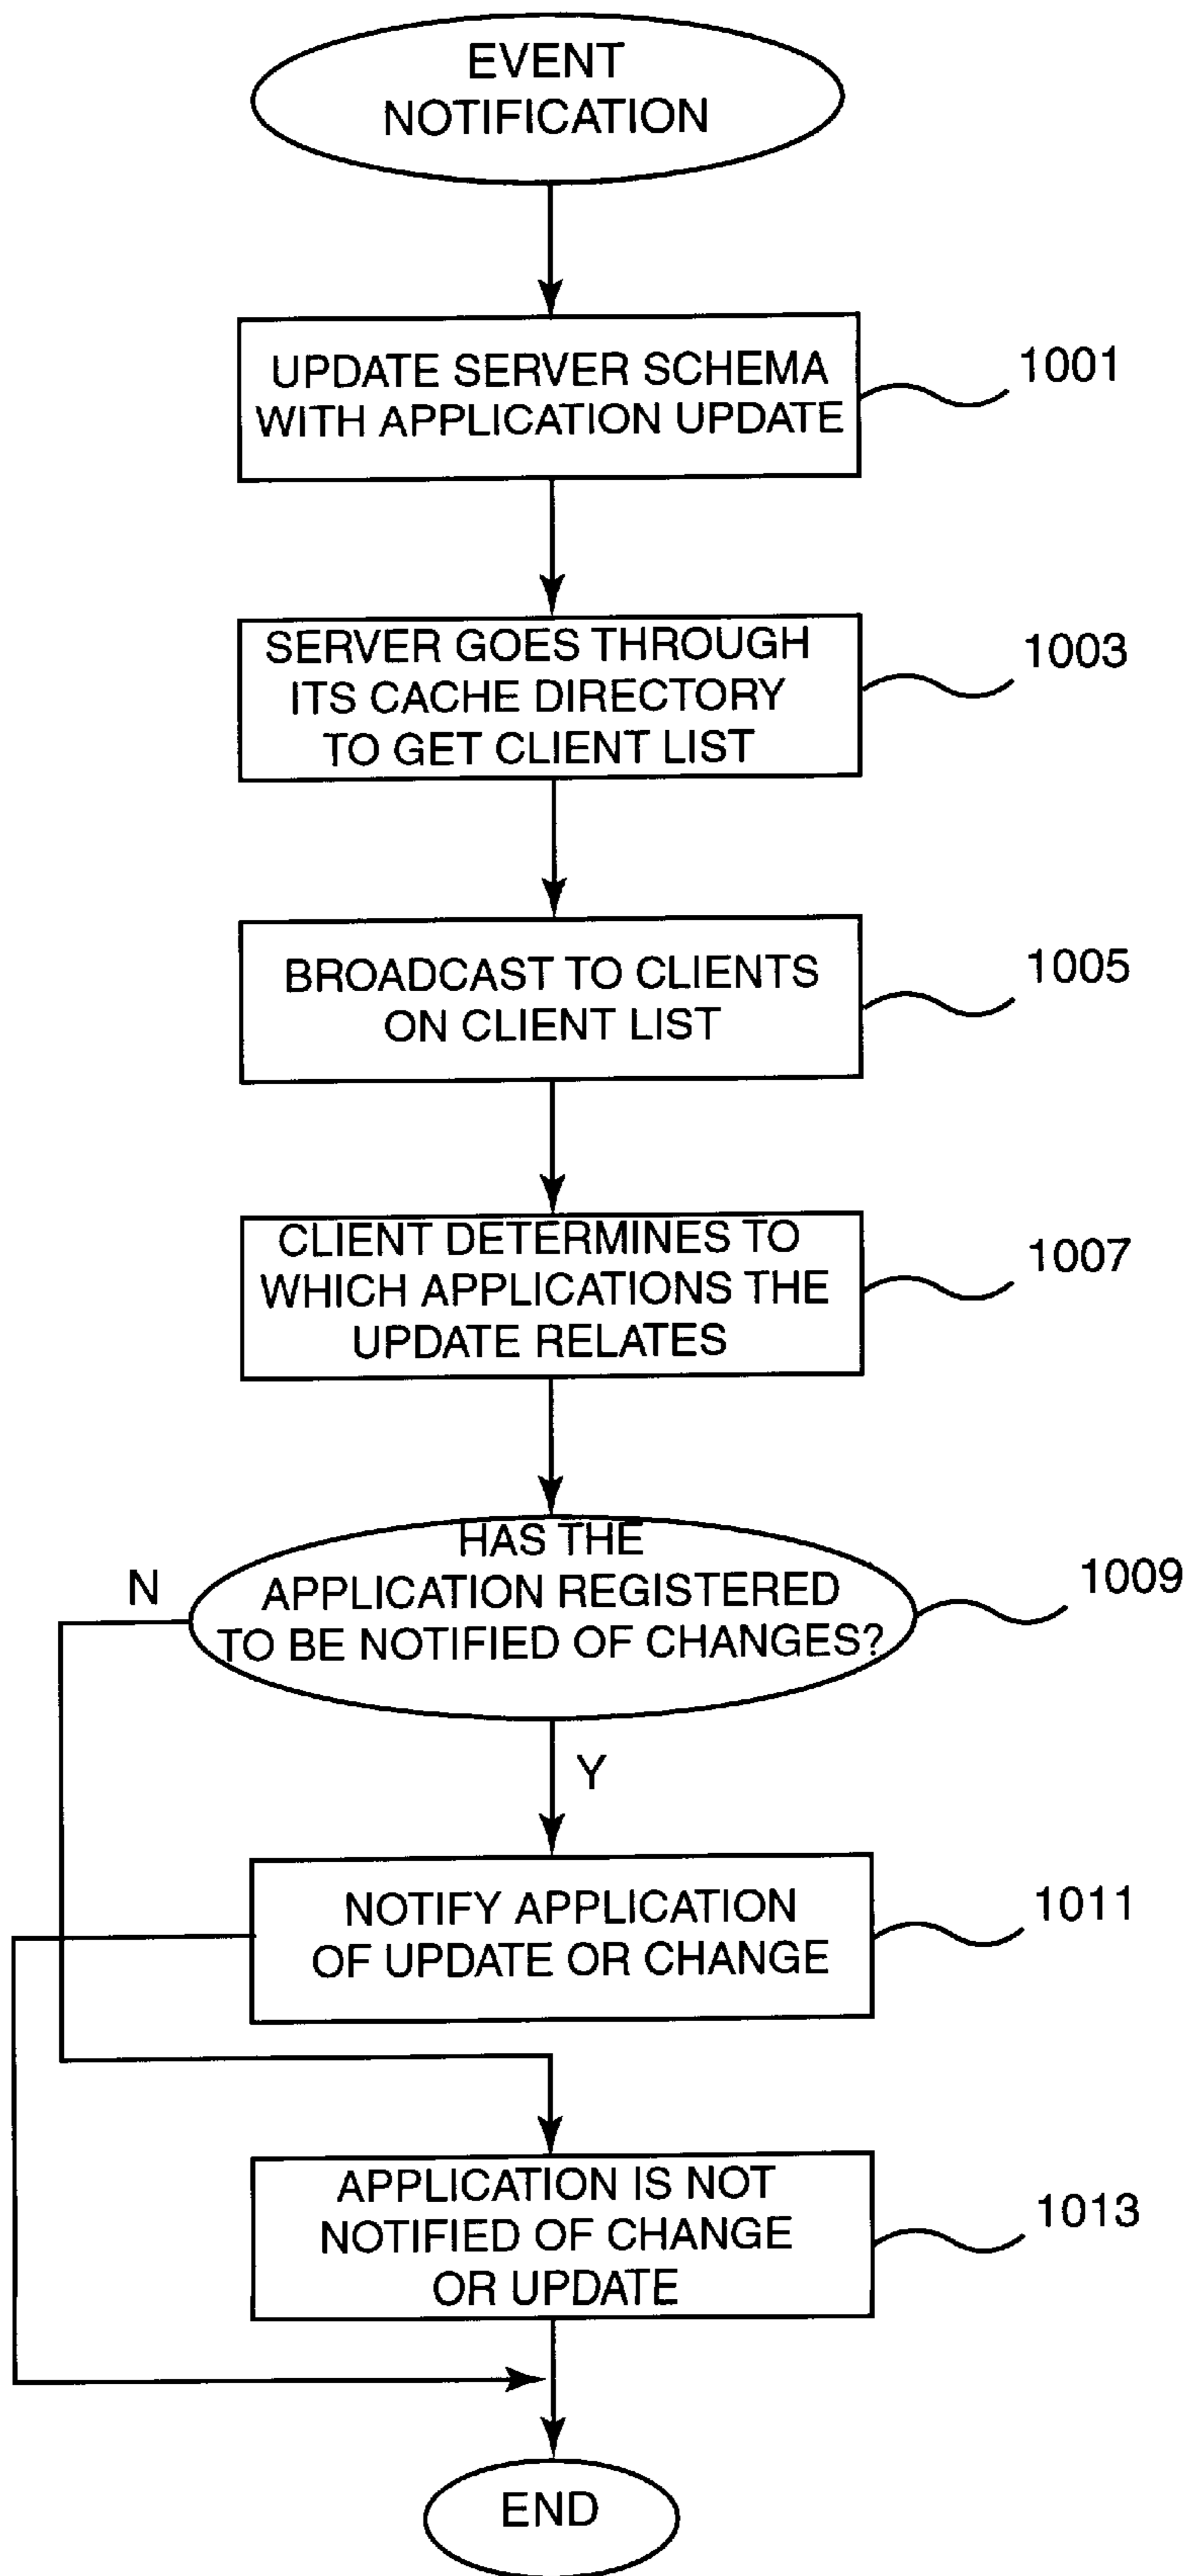 EVENT
NOTIFICATION
UPDATE SERVER SCHEMA
WITH APPLICATION UPDATE
1001
SERVER GOES THROUGH
ITS CACHE DIRECTORY
TO GET CLIENT LIST
1003
BROADCAST TO CLIENTS
ON CLIENT LIST
1005
CLIENT DETERMINES TO
WHICH APPLICATIONS THE
UPDATE RELATES
1007
HAS THE
APPLICATION REGISTERED
TO BE NOTIFIED OF CHANGES?
1009
N
Y
NOTIFY APPLICATION
OF UPDATE OR CHANGE
1011
APPLICATION IS NOT
NOTIFIED OF CHANGE
OR UPDATE
1013
END